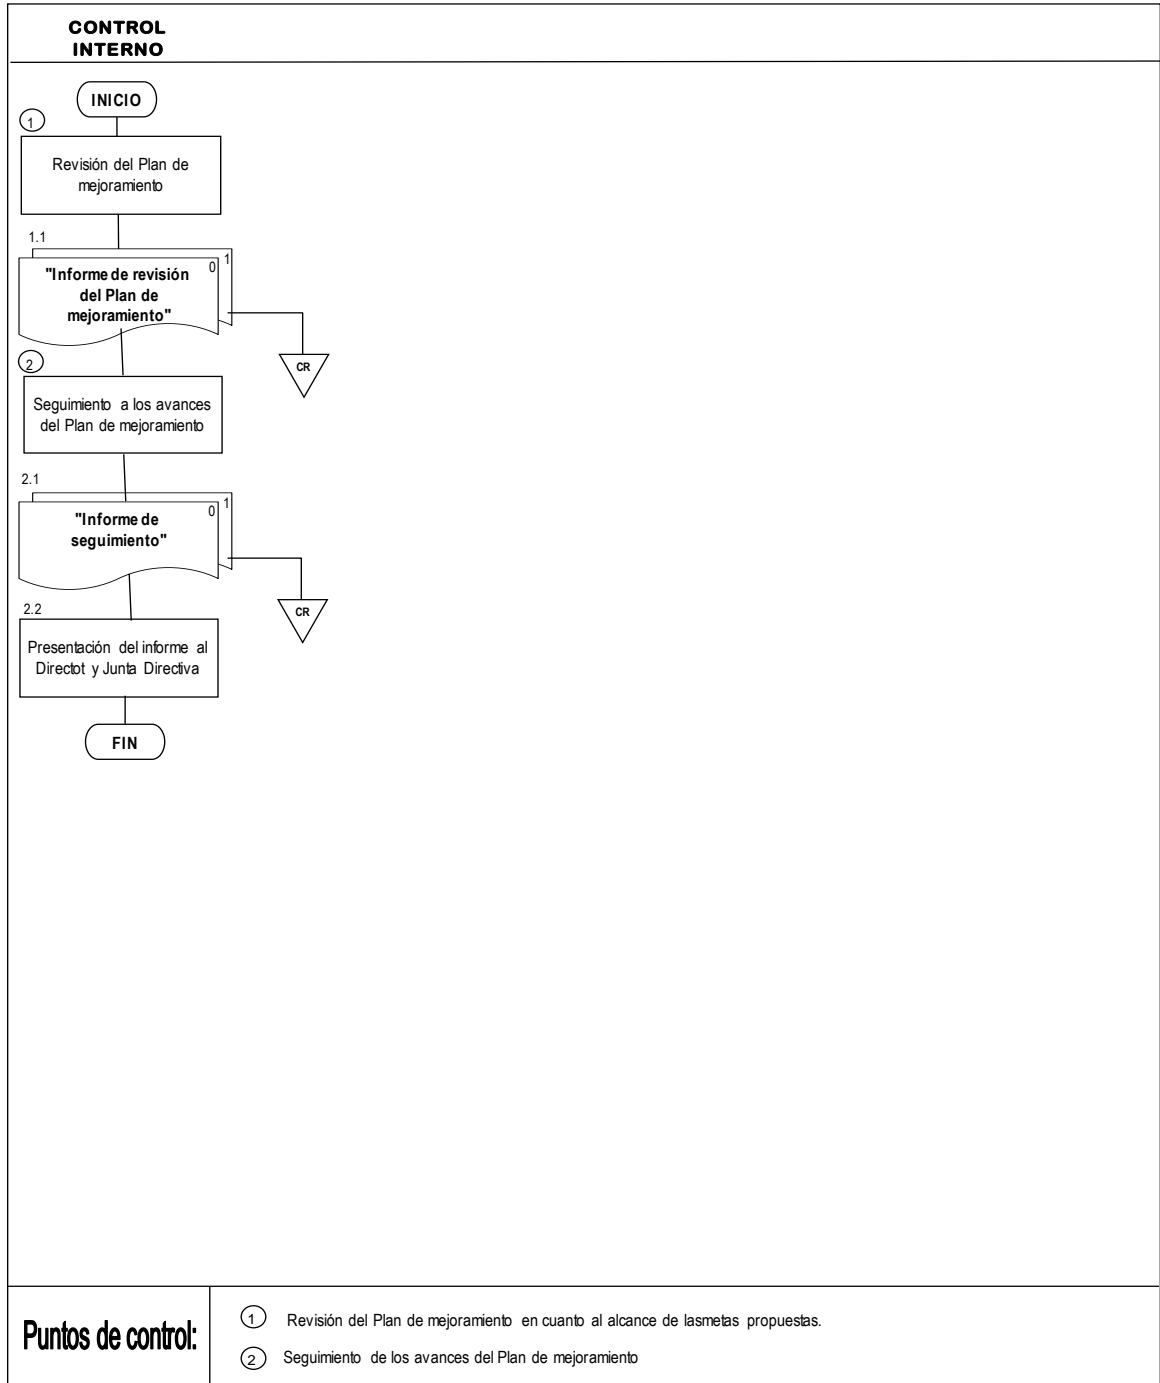 CONTROL
INTERNO
INICIO
1
Revisión del Plan de
mejoramiento
1.1
0 1
"Informe de revisión
del Plan de
mejoramiento"
CR
2
Seguimiento a los avances
del Plan de mejoramiento
2.1
0 1
"Informe de
seguimiento"
CR
2.2
Presentación del informe al
Directot y Junta Directiva
FIN
Puntos de control:
1 Revisión del Plan de mejoramiento en cuanto al alcance de lasmetas propuestas.
2 Seguimiento de los avances del Plan de mejoramiento